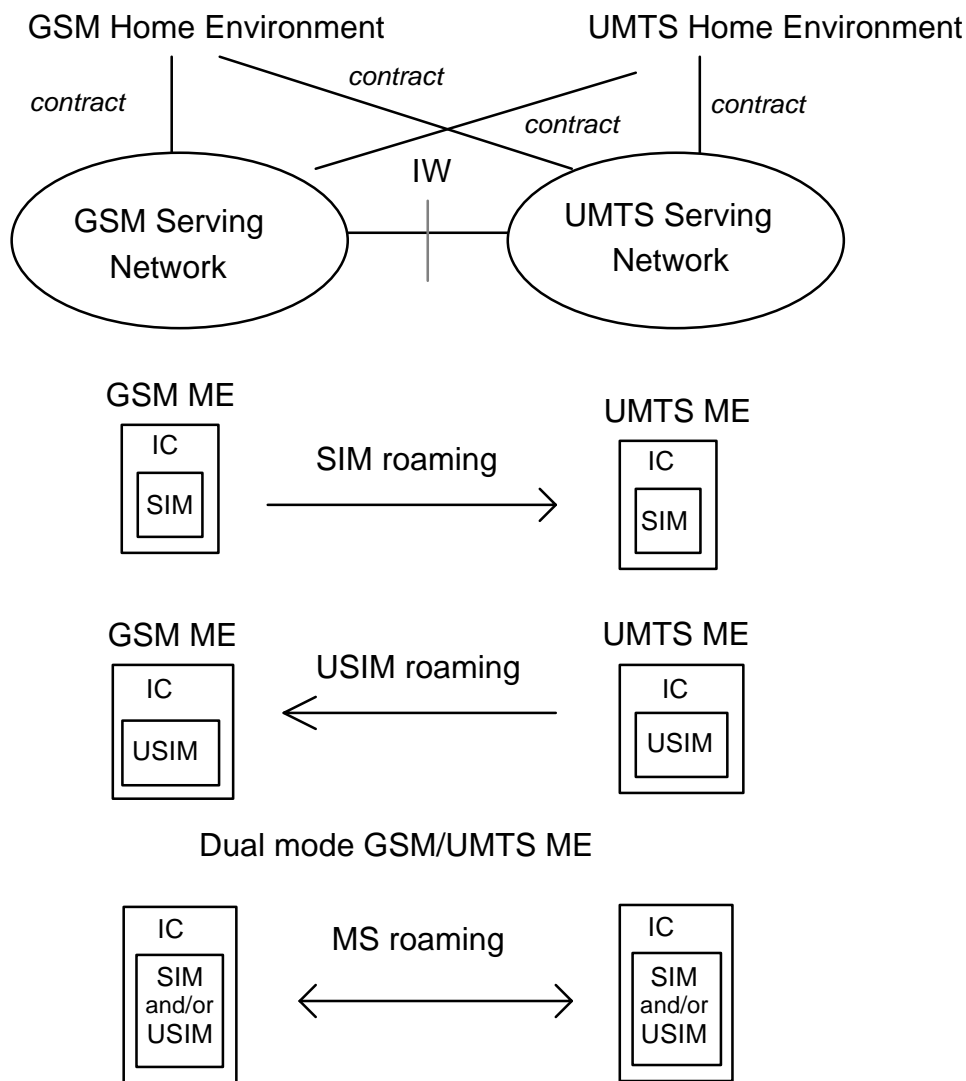 GSM Home Environment
UMTS Home Environment
contract
contract
contract
contract
IW
GSM Serving
Network
UMTS Serving
Network
GSM ME
UMTS ME
IC
SIM
SIM roaming
IC
SIM
GSM ME
UMTS ME
IC
USIM
USIM roaming
IC
USIM
Dual mode GSM/UMTS ME
IC
SIM
and/or
USIM
MS roaming
IC
SIM
and/or
USIM